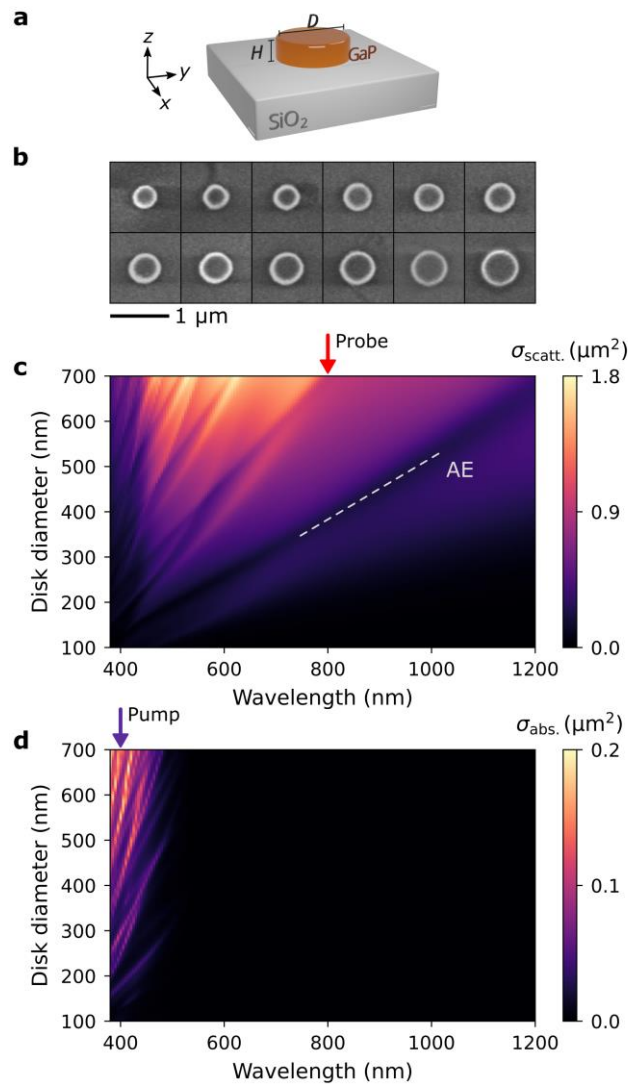 a
D
H
GaP
z
y
x
SiO₂
b
1 µm
Probe
σscatt. (µm²)
c
700
600
500
400
300
200
100
Disk diameter (nm)
AE
400
600
800
1000
1200
Wavelength (nm)
1.8
0.9
0.0
Pump
σabs. (µm²)
d
700
600
500
400
300
200
100
Disk diameter (nm)
400
600
800
1000
1200
Wavelength (nm)
0.2
0.1
0.0